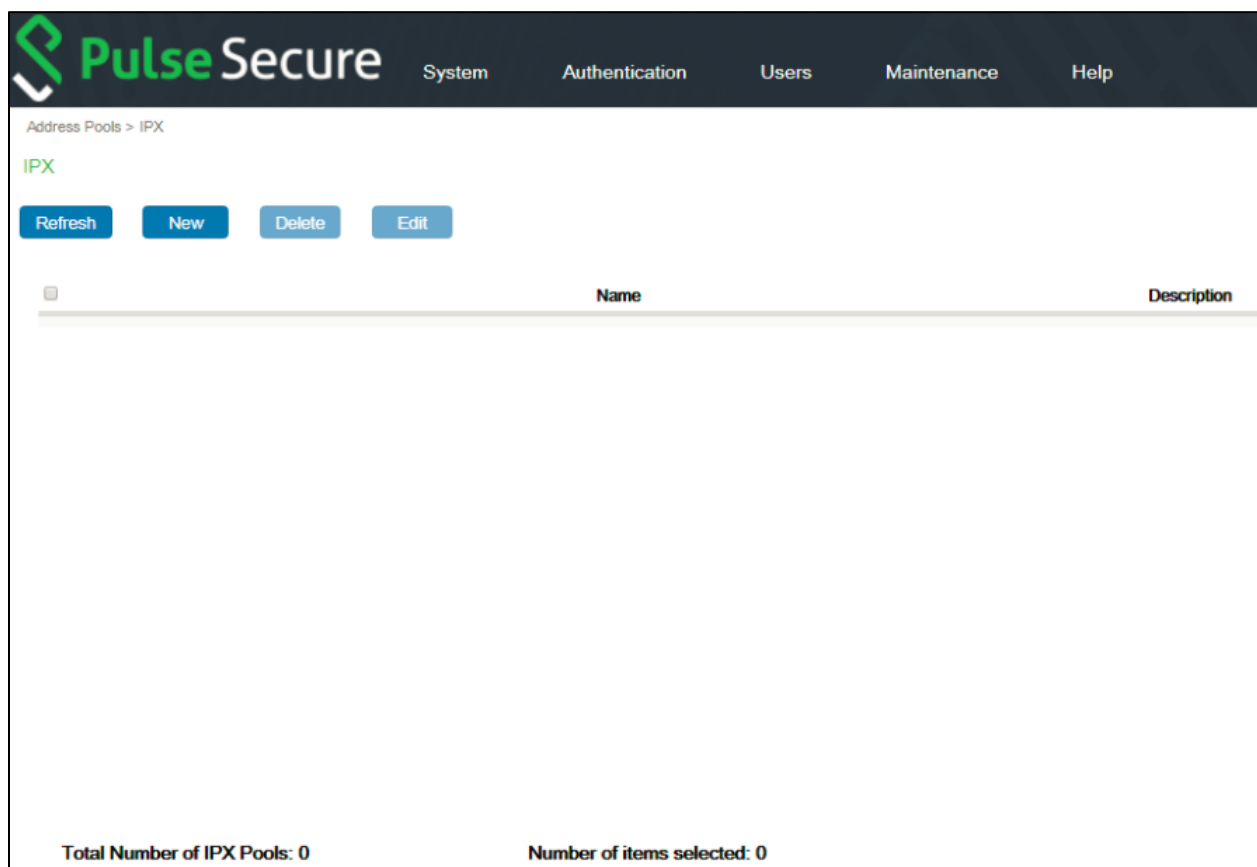 Pulse Secure System Authentication Users Maintenance Help
Address Pools > IPX
IPX
Refresh New Delete Edit
Name Description
Total Number of IPX Pools: 0 Number of items selected: 0